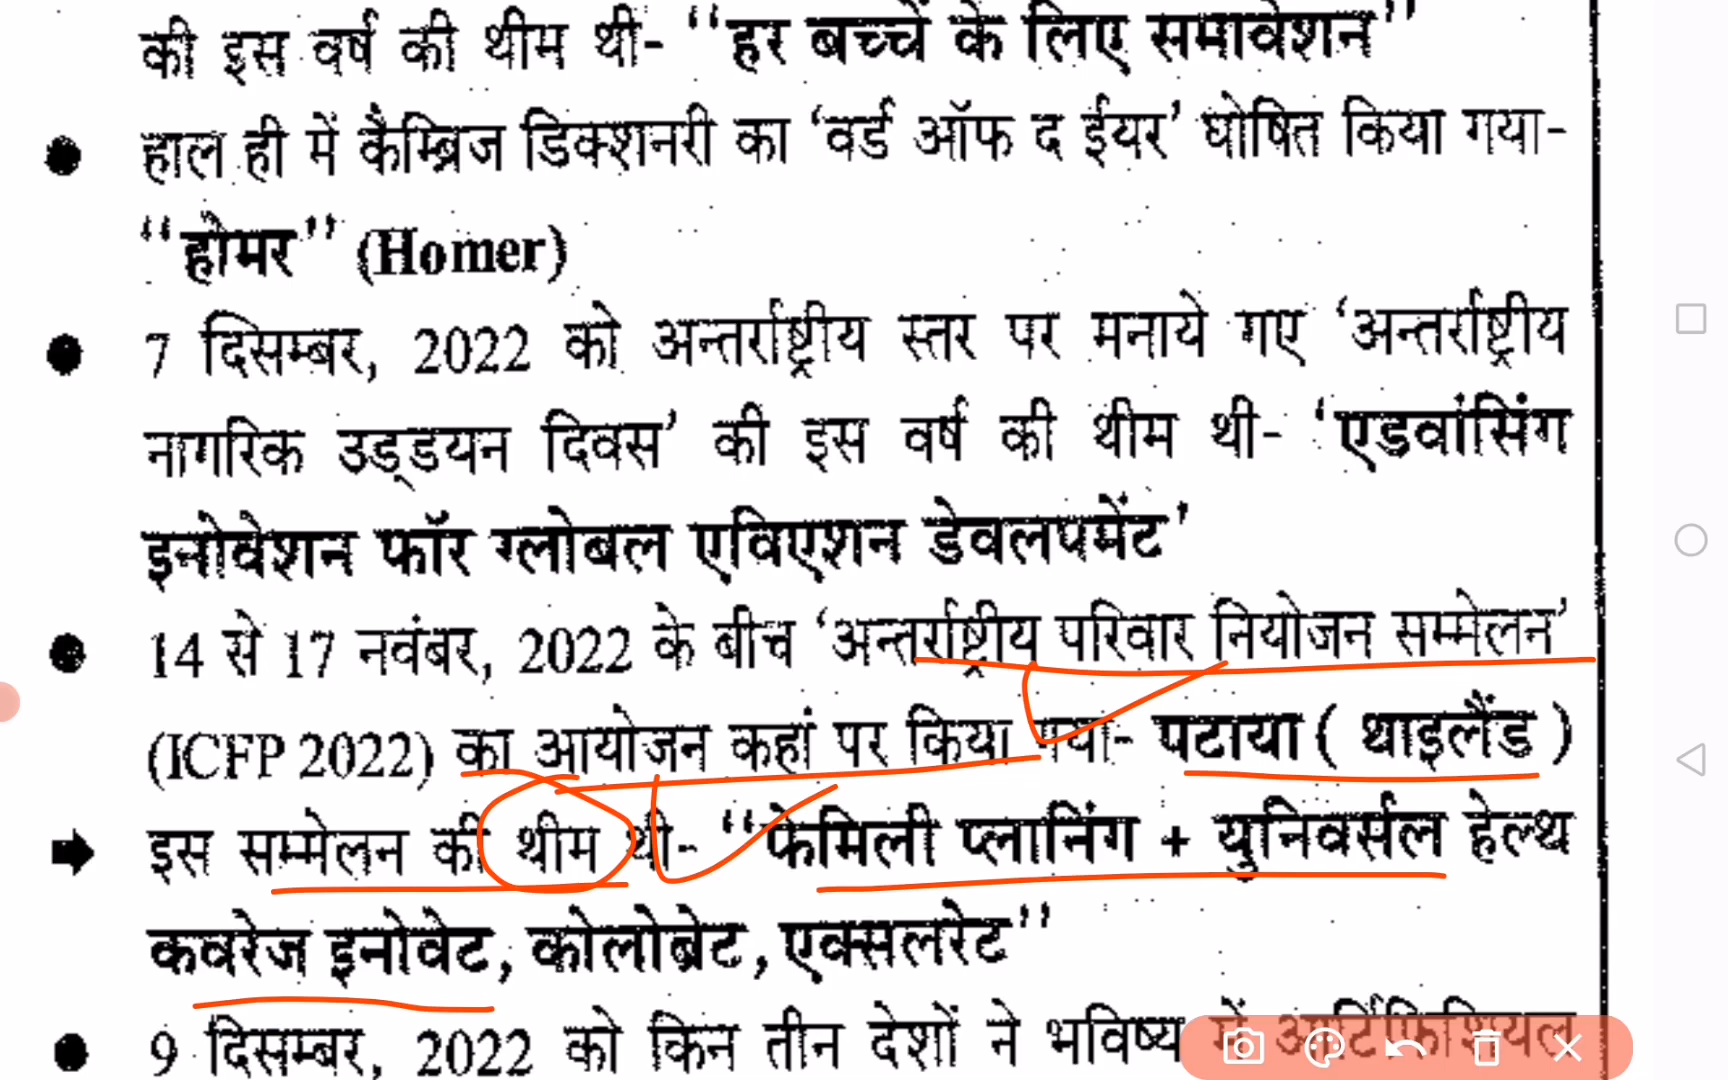 की इस वर्ष की थीम थी- “हर बच्चे के लिए समावेशन”
● हाल ही में कैम्ब्रिज डिक्शनरी का ‘वर्ड ऑफ द ईयर’ घोषित किया गया-
“होमर” (Homer)
● 7 दिसम्बर, 2022 को अन्तर्राष्ट्रीय स्तर पर मनाये गए ‘अन्तर्राष्ट्रीय
नागरिक उड्डयन दिवस’ की इस वर्ष की थीम थी- ‘एडवांसिंग
इनोवेशन फॉर ग्लोबल एविएशन डेवलपमेंट’
● 14 से 17 नवंबर, 2022 के बीच ‘अन्तर्राष्ट्रीय परिवार नियोजन सम्मेलन’
(ICFP 2022) का आयोजन कहां पर किया गया- पटाया ( थाइलैंड )
➡ इस सम्मेलन की थीम थी- “फेमिली प्लानिंग + युनिवर्सल हेल्थ
कवरेज इनोवेट, कोलोब्रेट, एक्सलरेट”
● 9 दिसम्बर, 2022 को किन तीन देशों ने भविष्य में आर्टिफिशियल